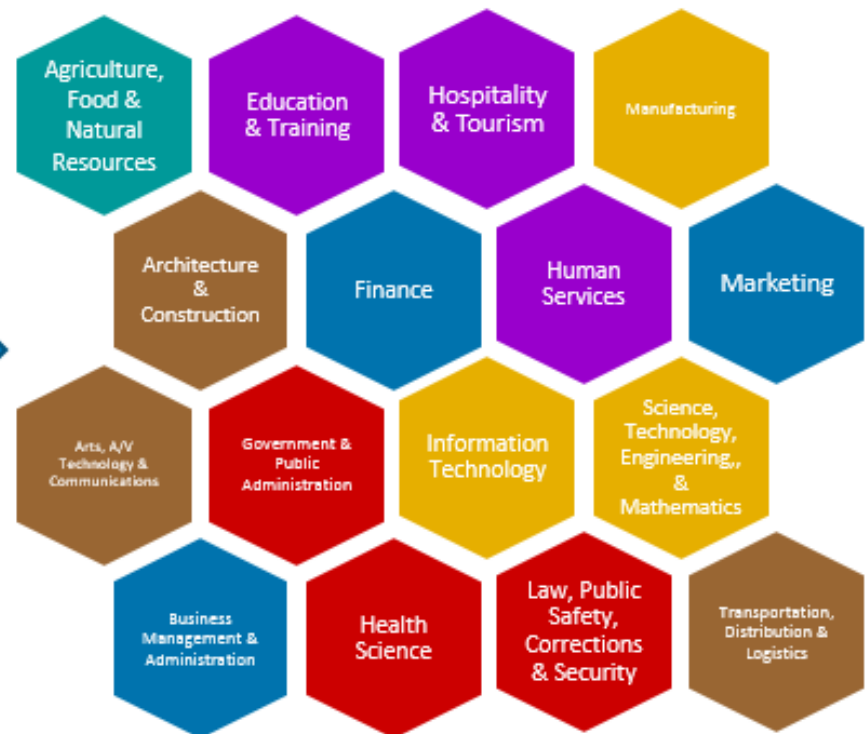 Agriculture,
Food &
Natural
Resources
Education
& Training
Hospitality
& Tourism
Manufacturing
Architecture
&
Construction
Finance
Human
Services
Marketing
Arts, A/V
Technology &
Communications
Government &
Public
Administration
Information
Technology
Science,
Technology,
Engineering,,
&
Mathematics
Business
Management &
Administration
Health
Science
Law, Public
Safety,
Corrections
& Security
Transportation,
Distribution &
Logistics